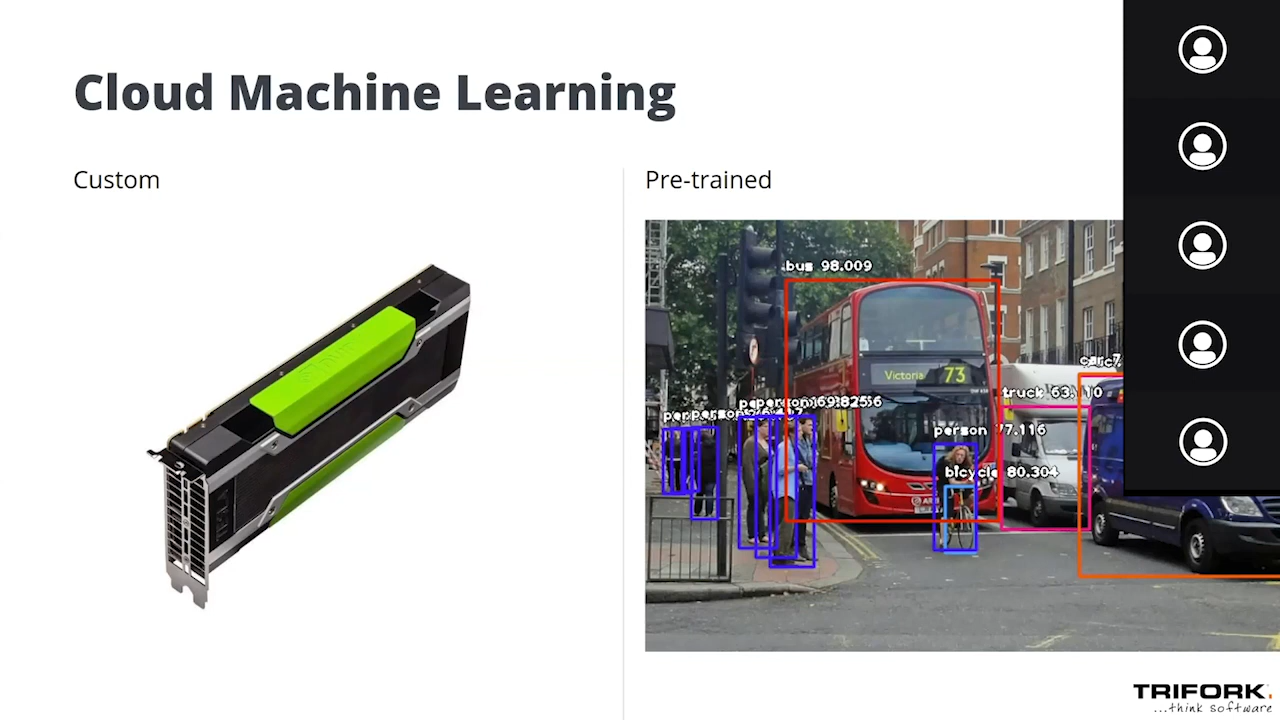 Cloud Machine Learning
Custom
Pre-trained
bus 98.009
Victoria 73
truck 63.110
person 77.116
bicycle 80.304
TRIFORK.
...think software